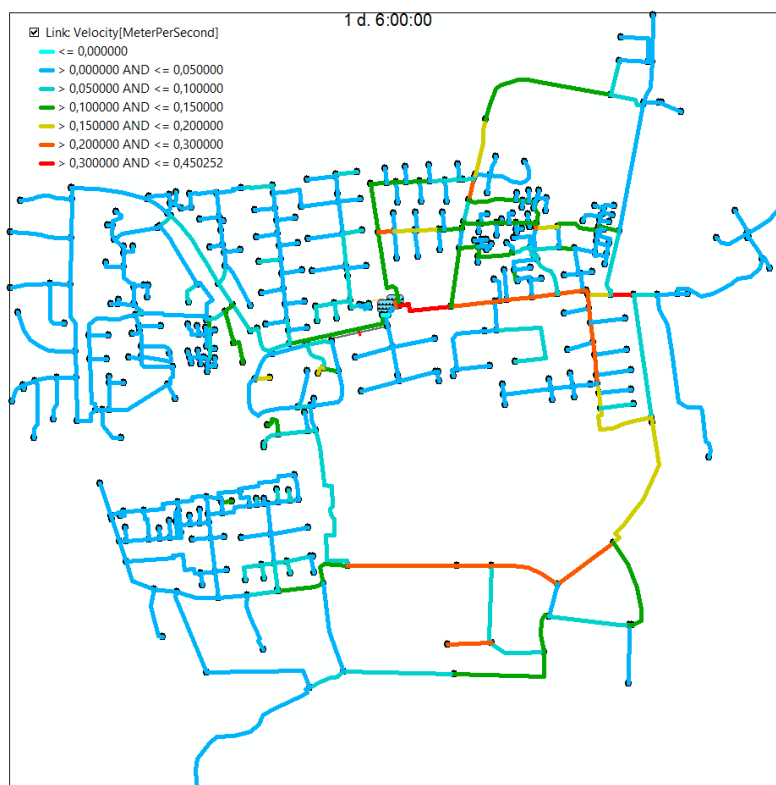 1 d. 6:00:00
Link: Velocity[MeterPerSecond]
<= 0,000000
> 0,000000 AND <= 0,050000
> 0,050000 AND <= 0,100000
> 0,100000 AND <= 0,150000
> 0,150000 AND <= 0,200000
> 0,200000 AND <= 0,300000
> 0,300000 AND <= 0,450252